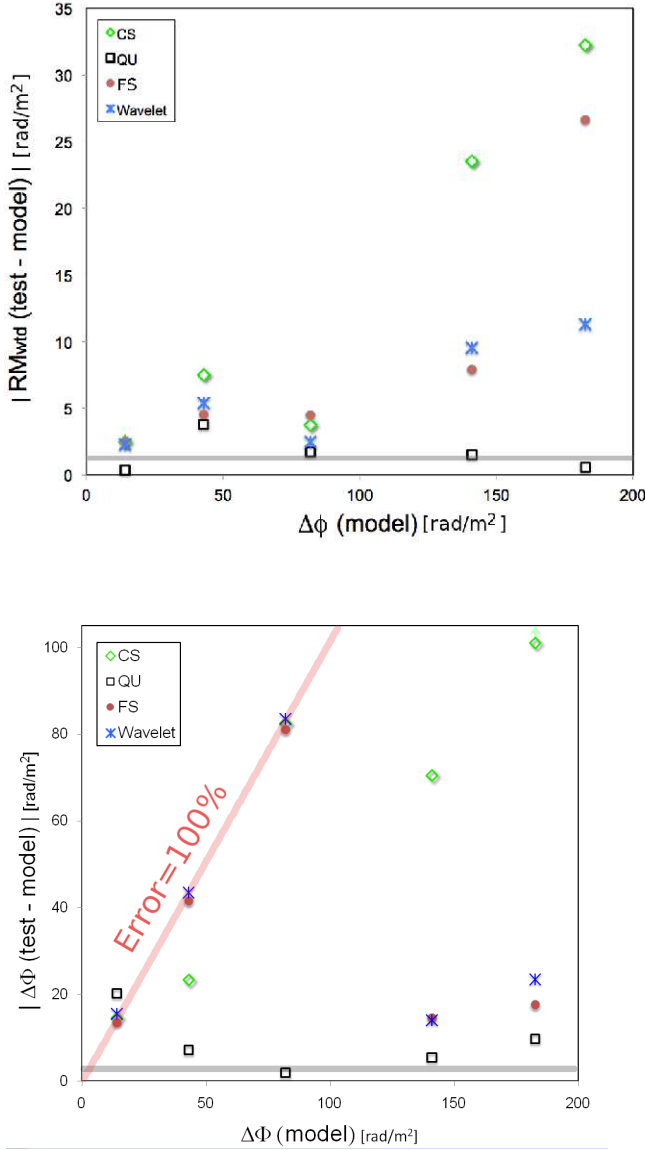 35
30
25
20
15
10
5
0
CS
QU
FS
Wavelet
| RMwtd (test - model) | [rad/m²]
0 50 100 150 200
Δϕ (model) [rad/m²]
100
80
60
40
20
0
CS
QU
FS
Wavelet
Error=100%
| ΔΦ (test - model) | [rad/m²]
0 50 100 150 200
ΔΦ (model) [rad/m²]